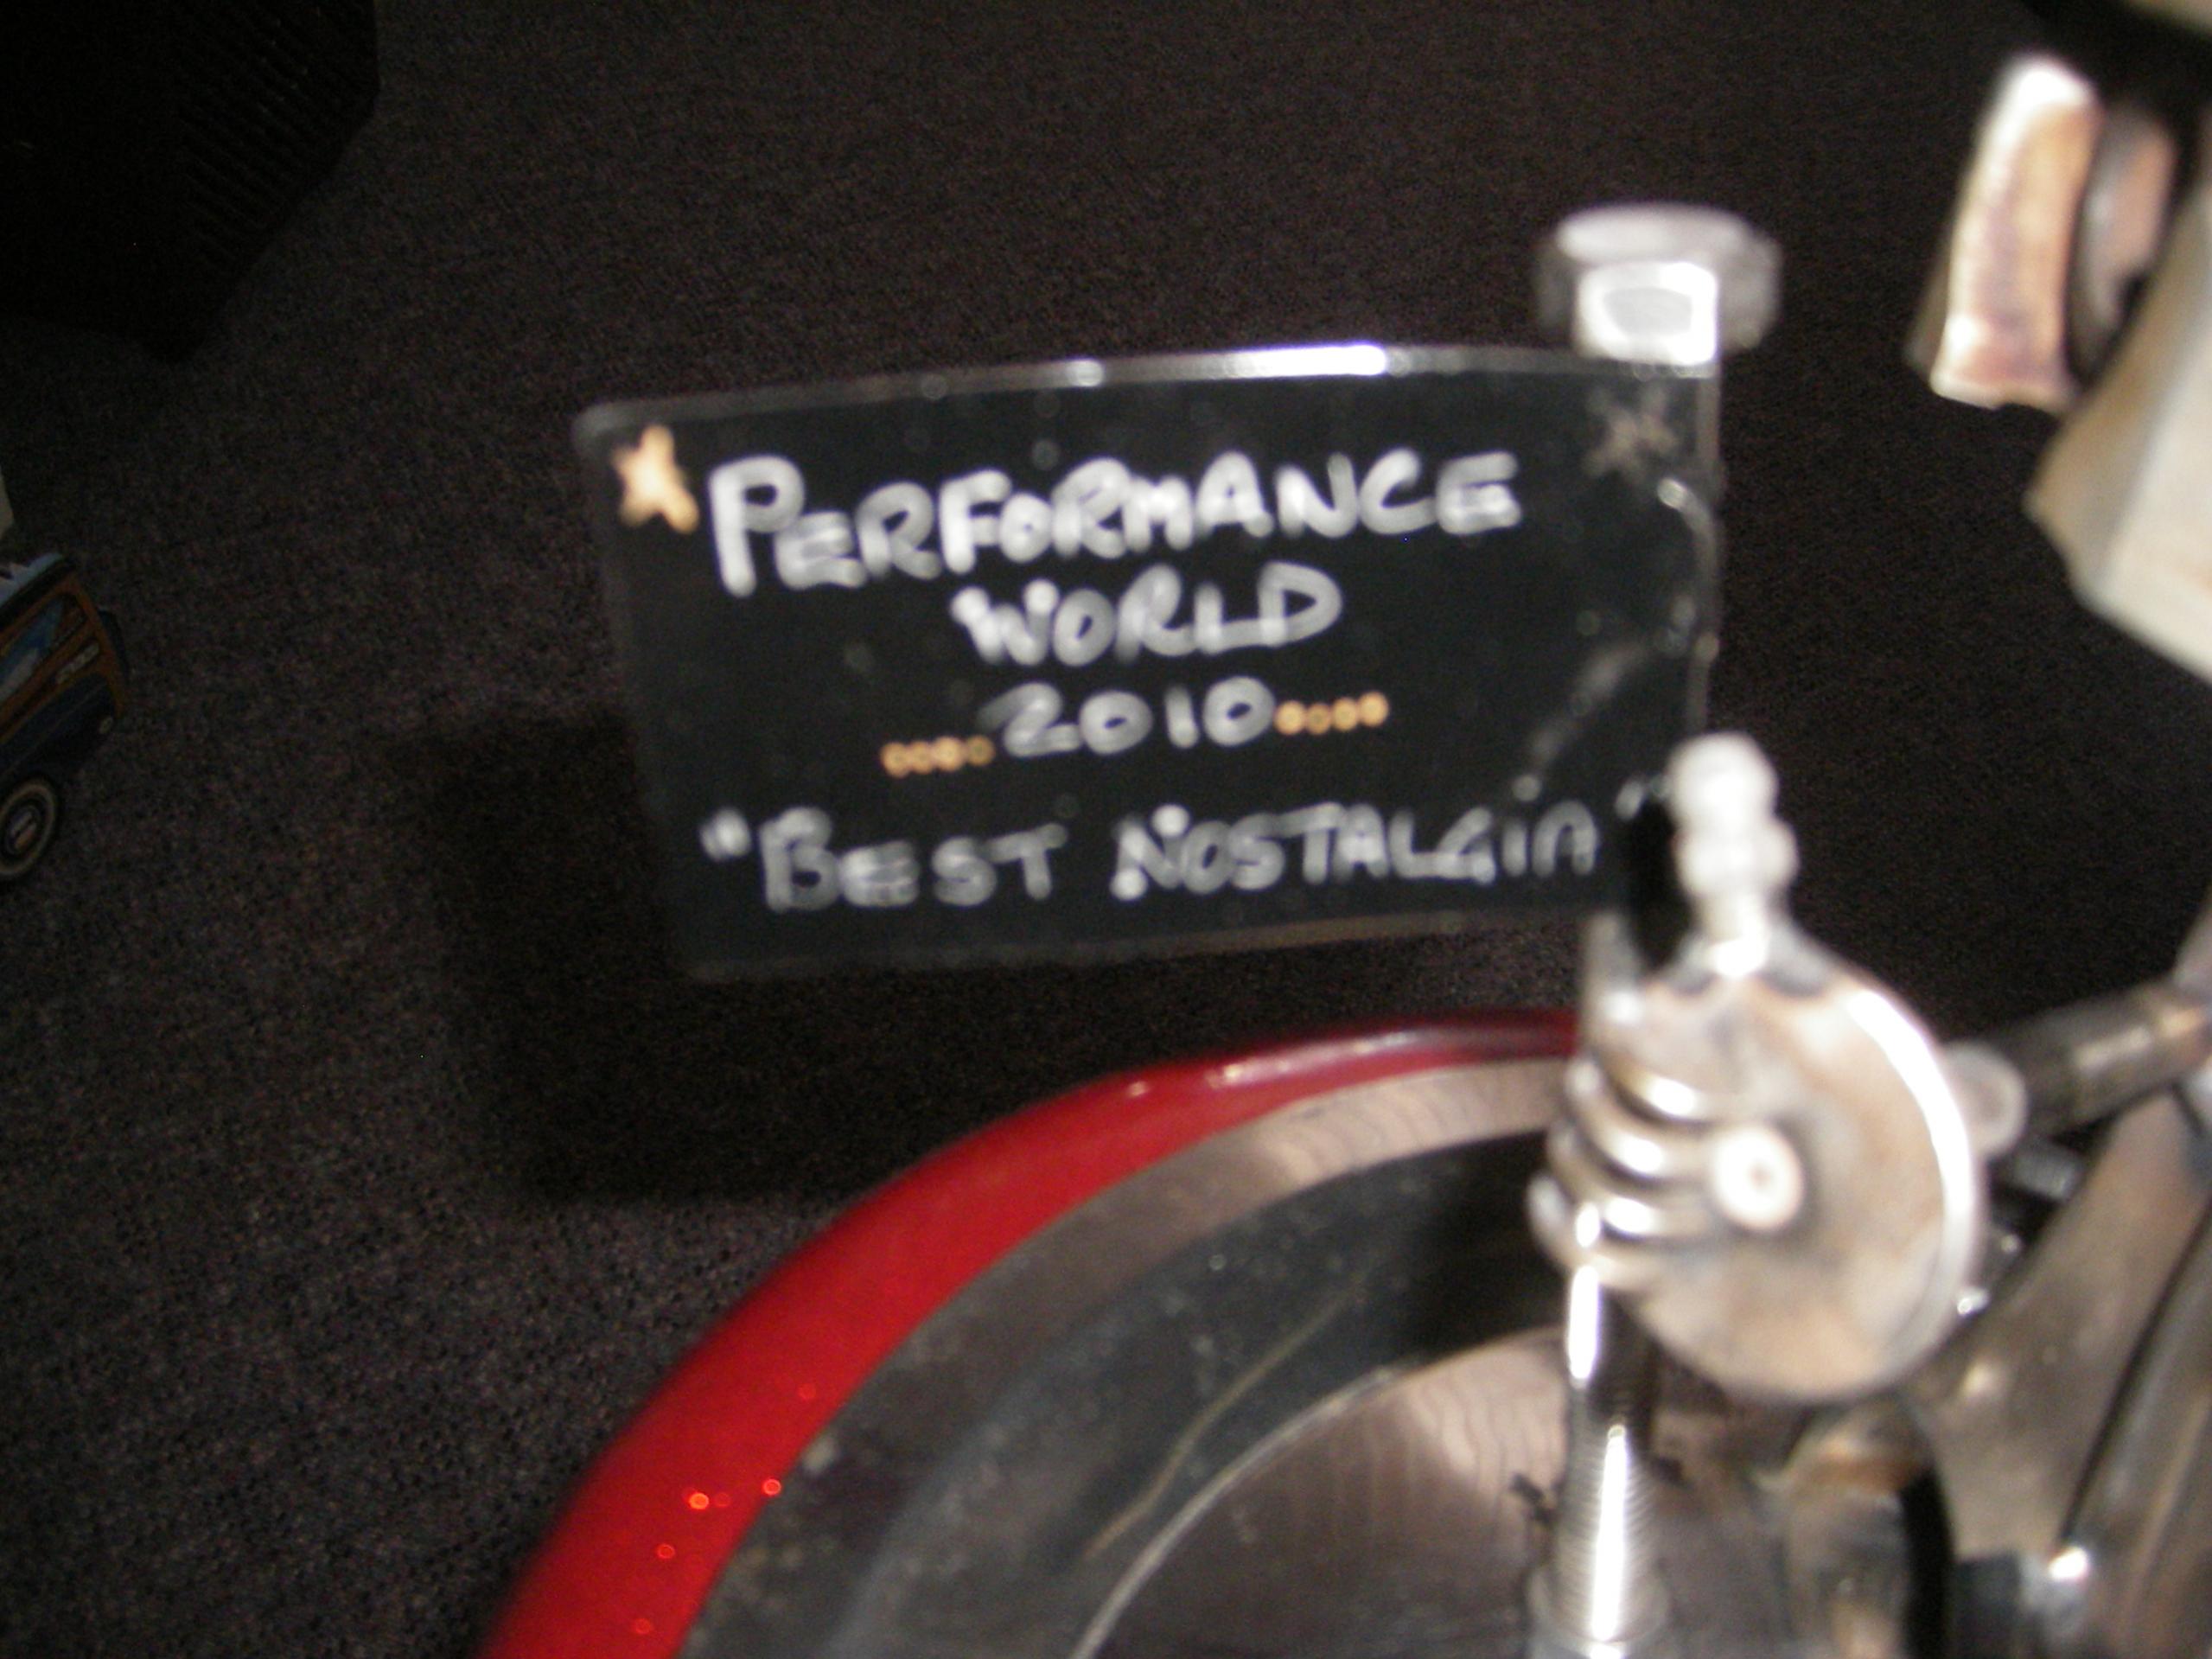 PERFORMANCE
WORLD
....2010....
"BEST NOSTALGIA"